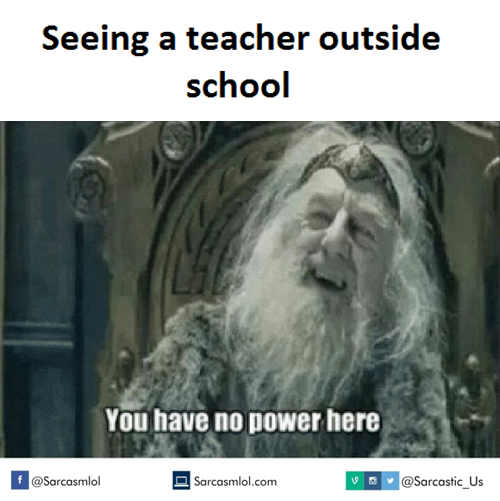 Seeing a teacher outside
school
You have no power here
@Sarcasmlol
Sarcasmlol.com
@Sarcastic_Us